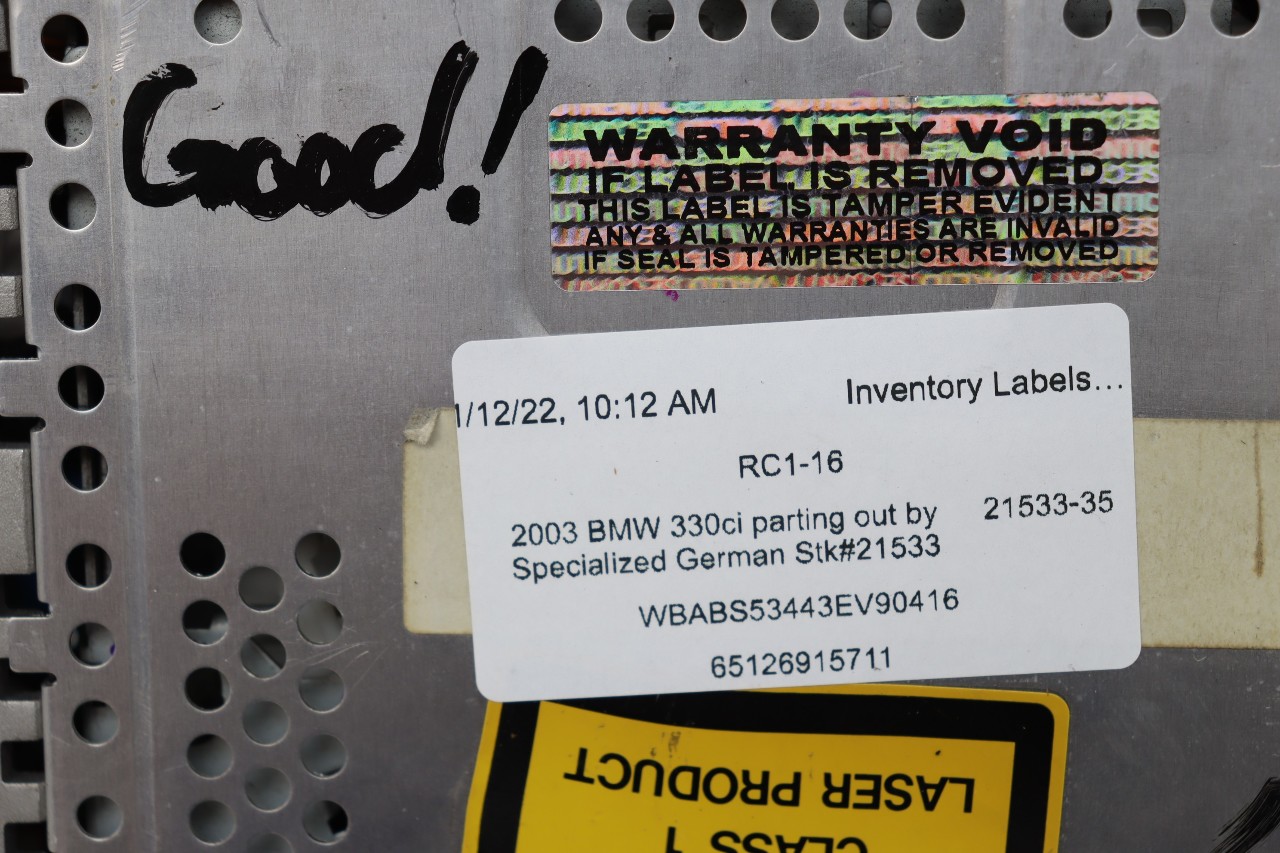 Good!!
WARRANTY VOID
IF LABEL IS REMOVED
THIS LABEL IS TAMPER EVIDENT
ANY & ALL WARRANTIES ARE INVALID
IF SEAL IS TAMPERED OR REMOVED
1/12/22, 10:12 AM Inventory Labels...
RC1-16
2003 BMW 330ci parting out by 21533-35
Specialized German Stk#21533
WBABS53443EV90416
65126915711
CLASS 1
LASER PRODUCT